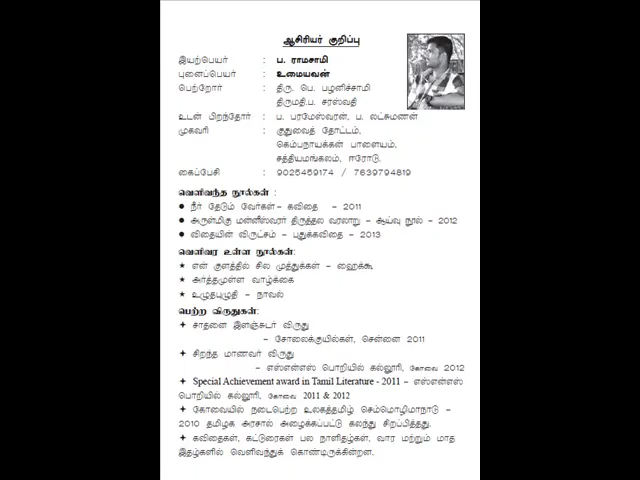 ஆசிரியர் குறிப்பு
இயற்பெயர் : ப. ராமசாமி
புனைப்பெயர் : உமையவன்
பெற்றோர் : திரு. பெ. பழனிச்சாமி
திருமதி.ப. சரஸ்வதி
உடன் பிறந்தோர் : ப. பரமேஸ்வரன், ப. லட்சுமணன்
முகவரி : குதுவைத் தோட்டம்,
கெம்பநாயக்கன் பாளையம்,
சத்தியமங்கலம், ஈரோடு.
கைப்பேசி : 9025459174 / 7639794819
வெளிவந்த நூல்கள் :
● நீர் தேடும் வேர்கள் – கவிதை – 2011
● அருள்மிகு மன்னீஸ்வரர் திருத்தல வரலாறு – ஆய்வு நூல் – 2012
● விதையின் விருட்சம் – புதுக்கவிதை – 2013
வெளிவர உள்ள நூல்கள்:
★ என் குளத்தில் சில முத்துக்கள் – ஹைக்கூ
★ அர்த்தமுள்ள வாழ்க்கை
★ உழுதபுழுதி – நாவல்
பெற்ற விருதுகள்:
✦ சாதனை இளஞ்சுடர் விருது
– சோலைக்குயில்கள், சென்னை 2011
✦ சிறந்த மாணவர் விருது
– எஸ்என்எஸ் பொறியில் கல்லூரி, கோவை 2012
✦ Special Achievement award in Tamil Literature - 2011 – எஸ்என்எஸ்
பொறியில் கல்லூரி, கோவை 2011 & 2012
✦ கோவையில் நடைபெற்ற உலகத்தமிழ் செம்மொழிமாநாடு –
2010 தமிழக அரசால் அழைக்கப்பட்டு கலந்து சிறப்பித்தது.
✦ கவிதைகள், கட்டுரைகள் பல நாளிதழ்கள், வார மற்றும் மாத
இதழ்களில் வெளிவந்துக் கொண்டிருக்கின்றன.